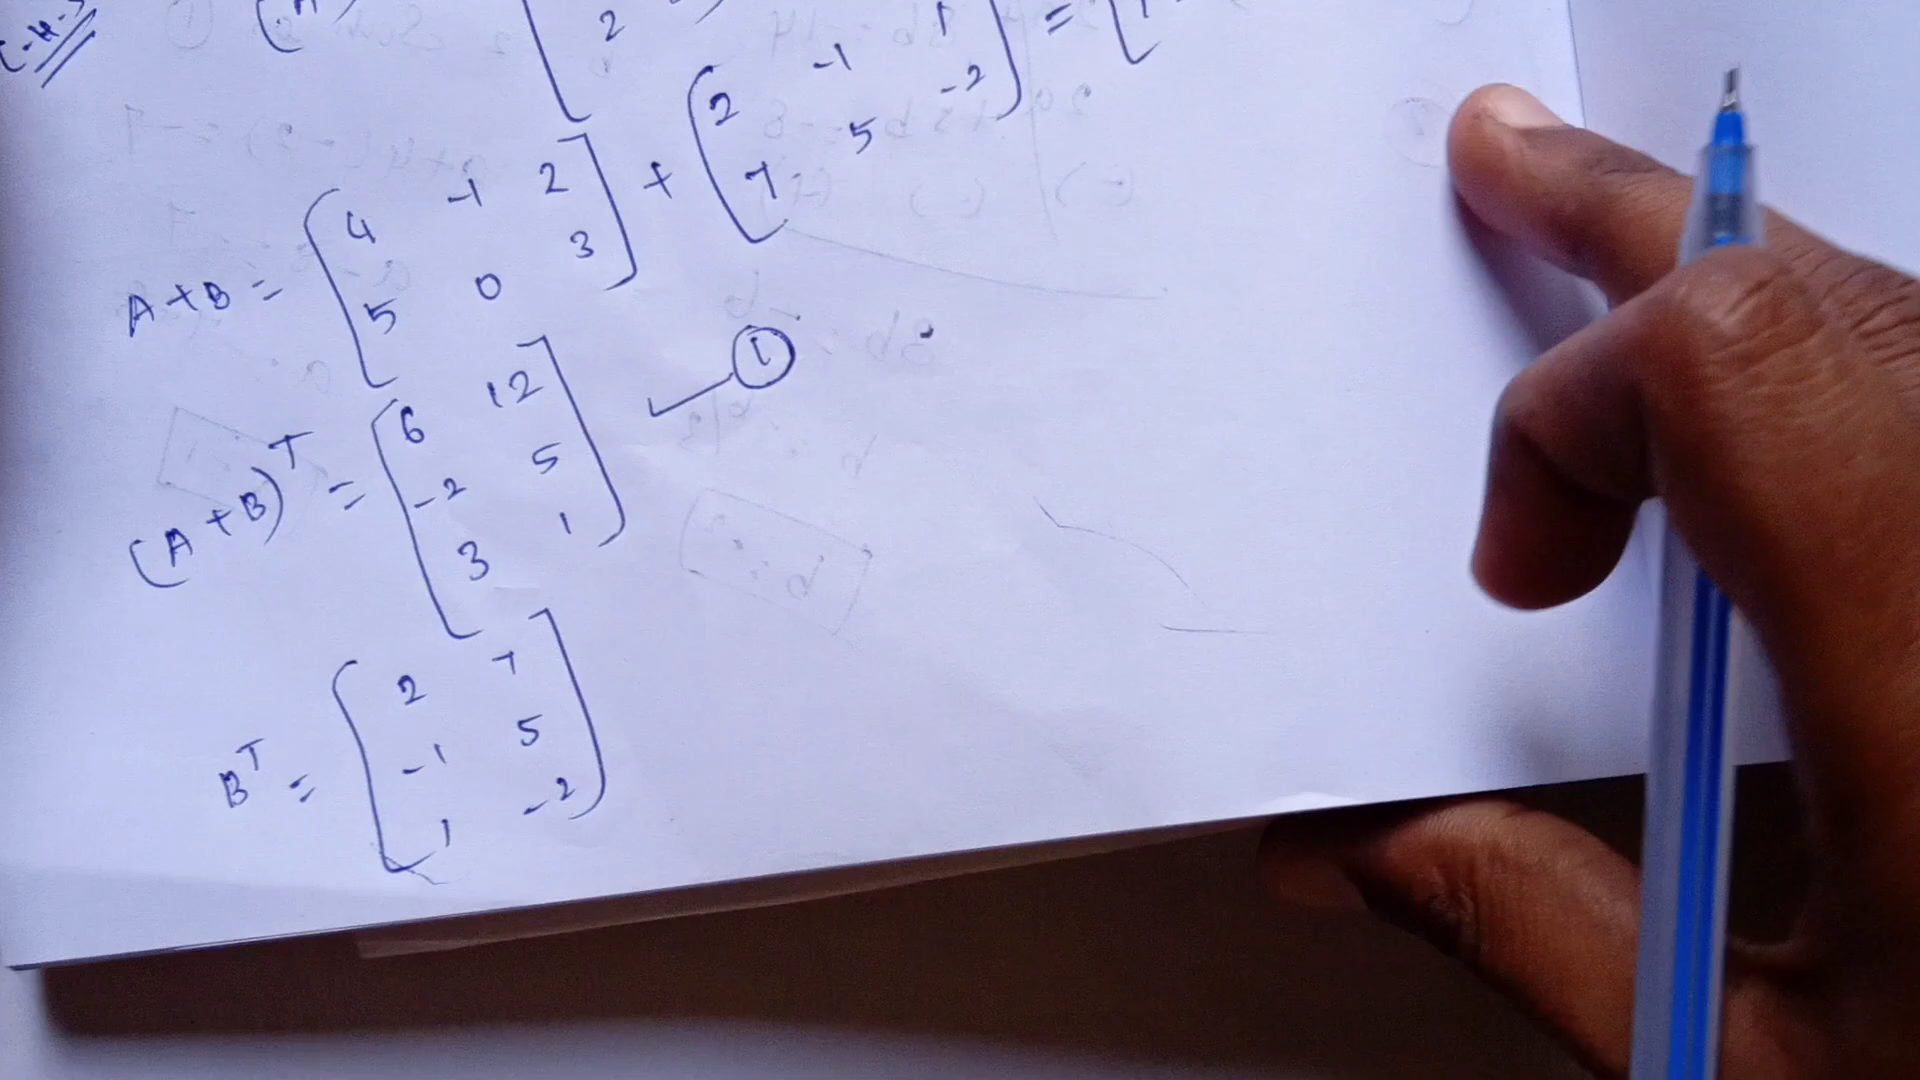 2
A+B = [4 -1 2
5 0 3] + [2 -1 1
7 5 -2] = [
(A+B)^T = [6 12
-2 5
3 1] — ①
B^T = [2 7
-1 5
1 -2]